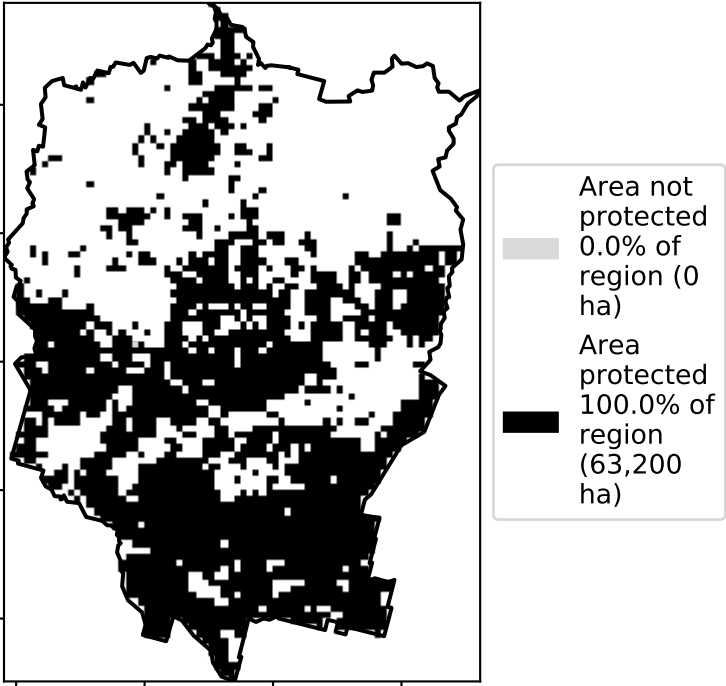 Area not
protected
0.0% of
region (0
ha)
Area
protected
100.0% of
region
(63,200
ha)